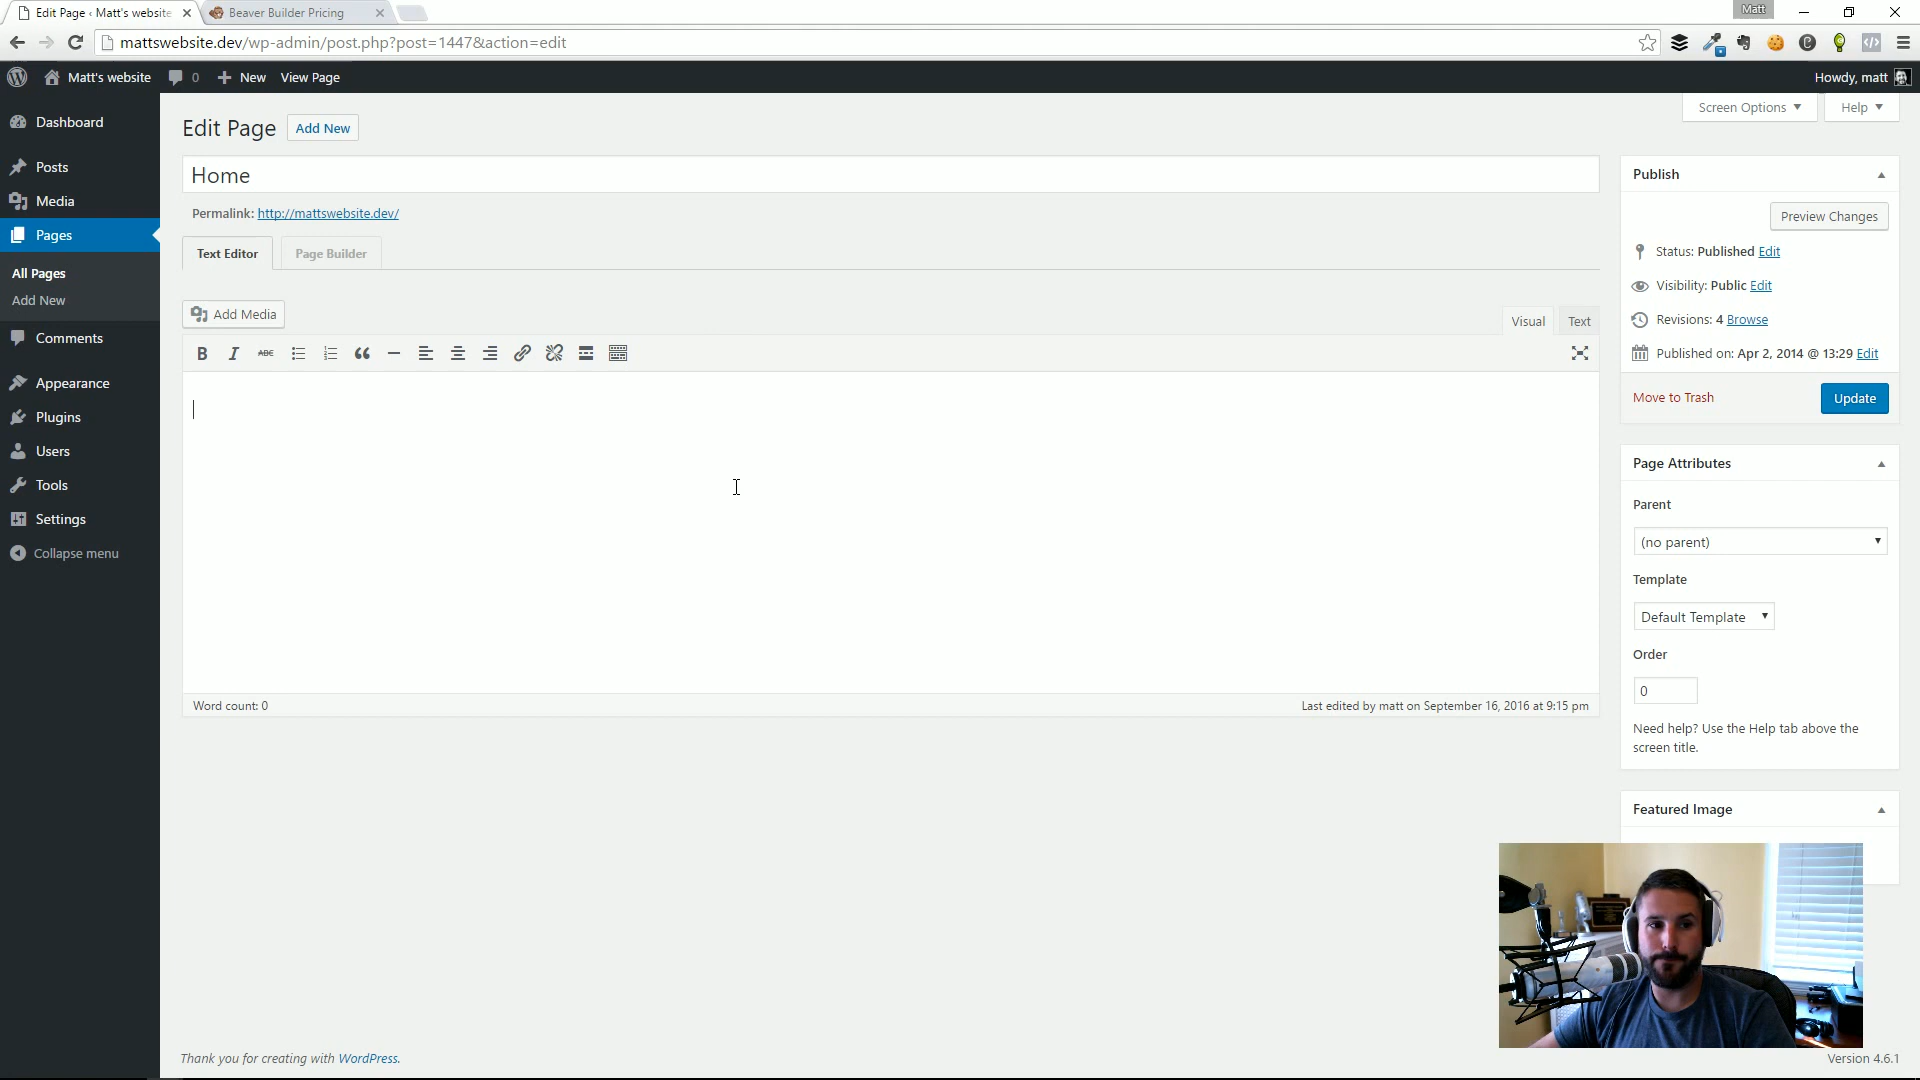 Edit Page ‹ Matt's website
Beaver Builder Pricing
Matt
mattswebsite.dev/wp-admin/post.php?post=1447&action=edit
Matt's website
0
New
View Page
Howdy, matt
Screen Options
Help
Dashboard
Posts
Media
Pages
All Pages
Add New
Comments
Appearance
Plugins
Users
Tools
Settings
Collapse menu
Edit Page
Add New
Home
Permalink: http://mattswebsite.dev/
Text Editor
Page Builder
Add Media
Visual
Text
B I ABC
Word count: 0
Last edited by matt on September 16, 2016 at 9:15 pm
Publish
Preview Changes
Status: Published Edit
Visibility: Public Edit
Revisions: 4 Browse
Published on: Apr 2, 2014 @ 13:29 Edit
Move to Trash
Update
Page Attributes
Parent
(no parent)
Template
Default Template
Order
0
Need help? Use the Help tab above the
screen title.
Featured Image
Thank you for creating with WordPress.
Version 4.6.1